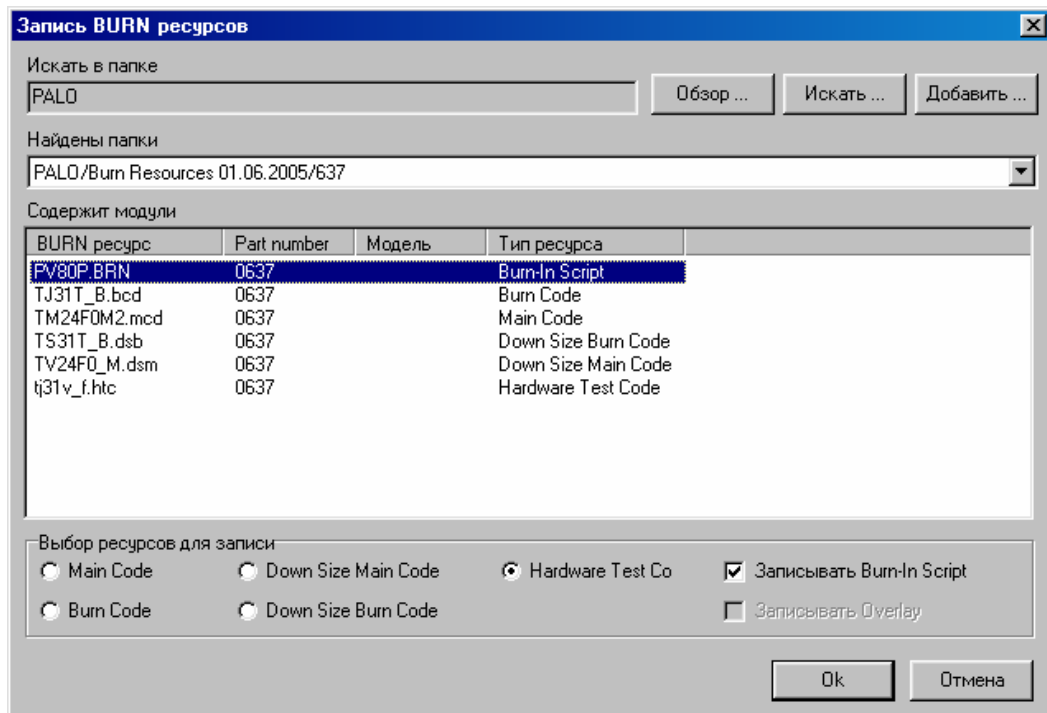 Запись BURN ресурсов
Искать в папке
PALO Обзор ... Искать ... Добавить ...
Найдены папки
PALO/Burn Resources 01.06.2005/637
Содержит модули
BURN ресурс Part number Модель Тип ресурса
PV80P.BRN 0637 Burn-In Script
TJ31T_B.bcd 0637 Burn Code
TM24F0M2.mcd 0637 Main Code
TS31T_B.dsb 0637 Down Size Burn Code
TV24F0_M.dsm 0637 Down Size Main Code
tj31v_f.htc 0637 Hardware Test Code
Выбор ресурсов для записи
Main Code Down Size Main Code Hardware Test Co Записывать Burn-In Script
Burn Code Down Size Burn Code Записывать Overlay
Ok Отмена